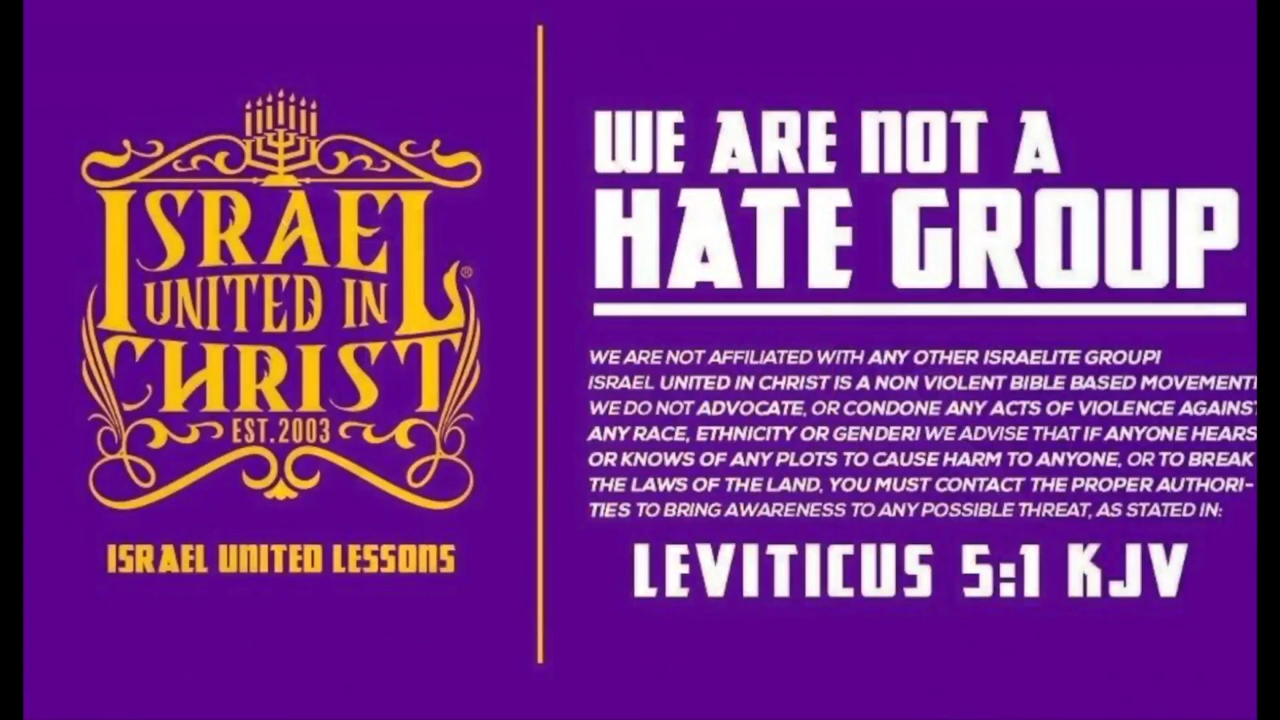 ISRAEL
UNITED IN
CHRIST
®
EST.2003
ISRAEL UNITED LESSONS
WE ARE NOT A
HATE GROUP
WE ARE NOT AFFILIATED WITH ANY OTHER ISRAELITE GROUP!
ISRAEL UNITED IN CHRIST IS A NON VIOLENT BIBLE BASED MOVEMENT!
WE DO NOT ADVOCATE, OR CONDONE ANY ACTS OF VIOLENCE AGAINST
ANY RACE, ETHNICITY OR GENDER! WE ADVISE THAT IF ANYONE HEARS
OR KNOWS OF ANY PLOTS TO CAUSE HARM TO ANYONE, OR TO BREAK
THE LAWS OF THE LAND, YOU MUST CONTACT THE PROPER AUTHORI-
TIES TO BRING AWARENESS TO ANY POSSIBLE THREAT, AS STATED IN:
LEVITICUS 5:1 KJV